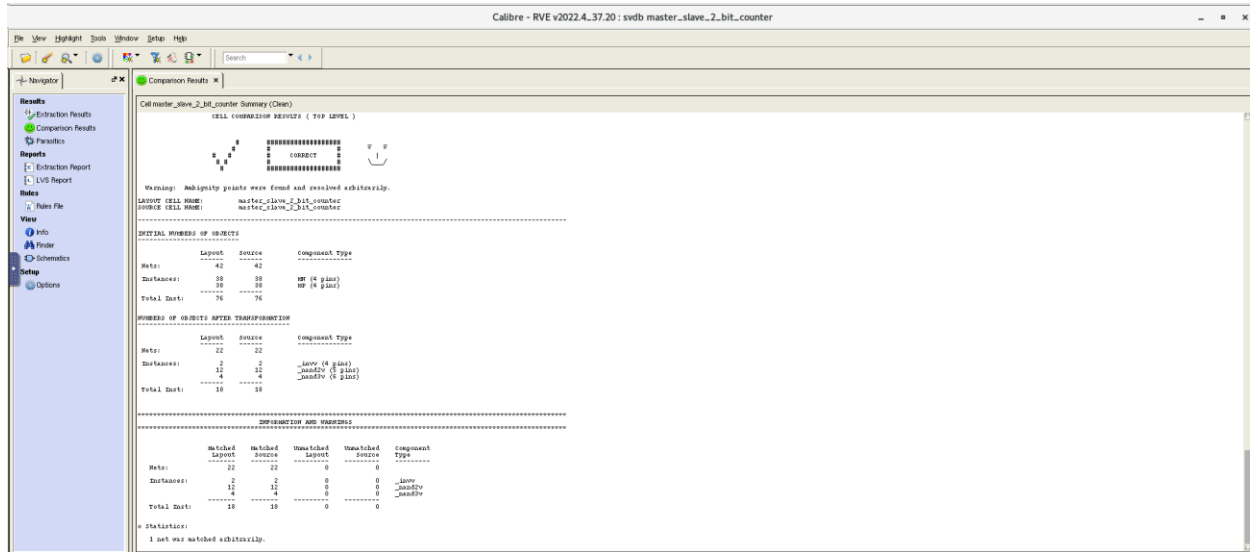 Calibre - RVE v2022.4_37.20 : svdb master_slave_2_bit_counter
File View Highlight Tools Window Setup Help
Search
Navigator
Comparison Results
Results
Extraction Results
Comparison Results
Parasitics
Reports
Extraction Report
LVS Report
Rules
Rules File
View
Info
Finder
Schematics
Setup
Options
Cell master_slave_2_bit_counter Summary (Clean)
CELL COMPARISON RESULTS ( TOP LEVEL )
CORRECT
Warning: Ambiguity points were found and resolved arbitrarily.
LAYOUT CELL NAME: master_slave_2_bit_counter
SOURCE CELL NAME: master_slave_2_bit_counter
INITIAL NUMBERS OF OBJECTS
Layout Source Component Type
Nets: 42 42
Instances: 38 38 MN (4 pins)
38 38 MP (4 pins)
Total Inst: 76 76
NUMBERS OF OBJECTS AFTER TRANSFORMATION
Layout Source Component Type
Nets: 22 22
Instances: 2 2 _invv (4 pins)
12 12 _nand2v (5 pins)
4 4 _nand3v (6 pins)
Total Inst: 18 18
INFORMATION AND WARNINGS
Matched Matched Unmatched Unmatched Component
Layout Source Layout Source Type
Nets: 22 22 0 0
Instances: 2 2 0 0 _invv
12 12 0 0 _nand2v
4 4 0 0 _nand3v
Total Inst: 18 18 0 0
o Statistics:
1 net was matched arbitrarily.